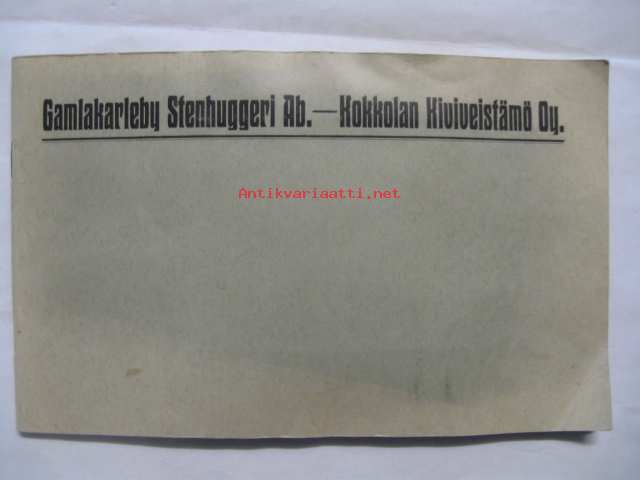 Gamlakarleby Stenhuggeri Ab. — Kokkolan Kiviveistämö Oy.
Antikvariaatti.net